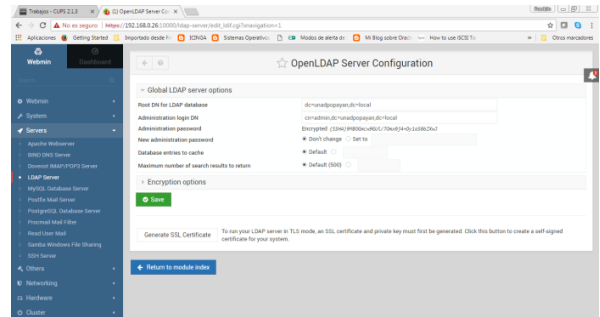 Trabajos - CUPS 2.1.3
OpenLDAP Server Co
No es seguro | https://192.168.0.26:10000/ldap-server/edit_ldif.cgi?xnavigation=1
Aplicaciones Getting Started Importado desde Fi ICINGA Sistemas Operativo Modos de alerta de Mi Blog sobre Drac How to use iSCSI To » Otros marcadores
Webmin Dashboard
Webmin
System
Servers
Apache Webserver
BIND DNS Server
Dovecot IMAP/POP3 Server
LDAP Server
MySQL Database Server
Postfix Mail Server
PostgreSQL Database Server
Procmail Mail Filter
Read User Mail
Samba Windows File Sharing
SSH Server
Others
Networking
Hardware
Cluster
OpenLDAP Server Configuration
Global LDAP server options
Root DN for LDAP database dc=unadpopayan,dc=local
Administration login DN cn=admin,dc=unadpopayan,dc=local
Administration password Encrypted
New administration password Don't change Set to
Database entries to cache Default
Maximum number of search results to return Default (500)
Encryption options
Save
Generate SSL Certificate To run your LDAP server in TLS mode, an SSL certificate and private key must first be generated. Click this button to create a self-signed
certificate for your system.
Return to module index